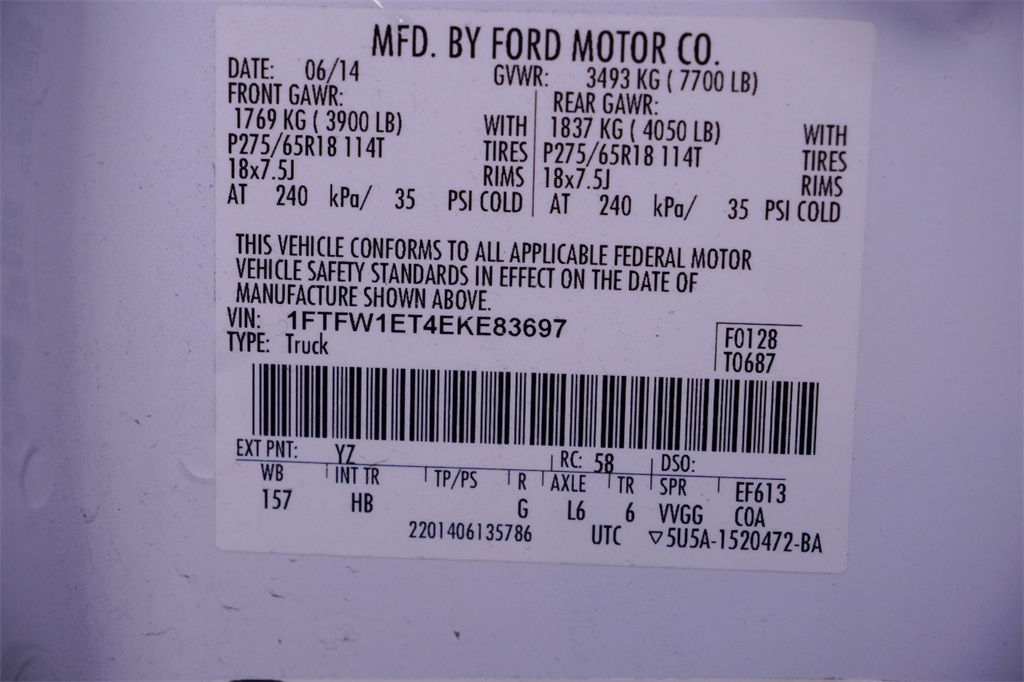 MFD. BY FORD MOTOR CO.
DATE: 06/14 GVWR: 3493 KG ( 7700 LB)
FRONT GAWR: REAR GAWR:
1769 KG ( 3900 LB) WITH 1837 KG ( 4050 LB) WITH
P275/65R18 114T TIRES P275/65R18 114T TIRES
18x7.5J RIMS 18x7.5J RIMS
AT 240 kPa/ 35 PSI COLD AT 240 kPa/ 35 PSI COLD
THIS VEHICLE CONFORMS TO ALL APPLICABLE FEDERAL MOTOR
VEHICLE SAFETY STANDARDS IN EFFECT ON THE DATE OF
MANUFACTURE SHOWN ABOVE.
VIN: 1FTFW1ET4EKE83697 F0128
TYPE: Truck T0687
EXT PNT: YZ RC: 58 DSO:
WB INT TR TP/PS R AXLE TR SPR EF613
157 HB G L6 6 VVGG COA
2201406135786 UTC ▽5U5A-1520472-BA